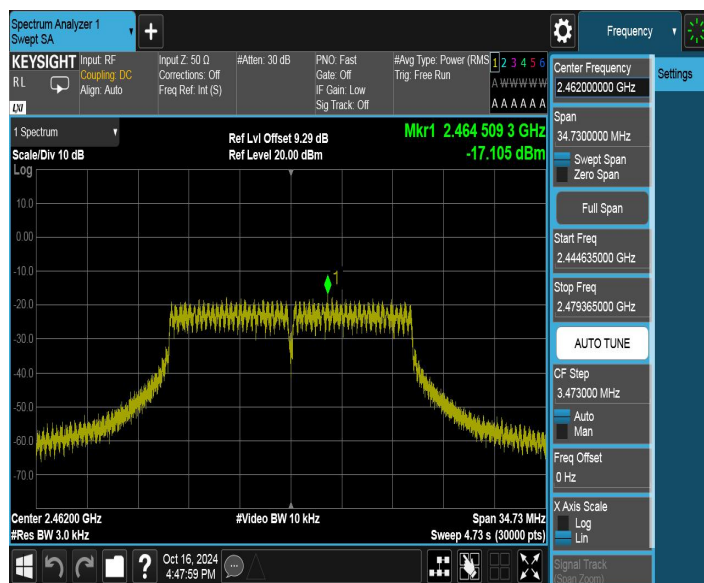 Spectrum Analyzer 1
Swept SA
+
Frequency
KEYSIGHT
RL
LXI
Input: RF
Coupling: DC
Align: Auto
Input Z: 50 Ω
Corrections: Off
Freq Ref: Int (S)
#Atten: 30 dB
PNO: Fast
Gate: Off
IF Gain: Low
Sig Track: Off
#Avg Type: Power (RMS
Trig: Free Run
1 2 3 4 5 6
A W W W W W
A A A A A A
1 Spectrum
Scale/Div 10 dB
Log
Ref Lvl Offset 9.29 dB
Ref Level 20.00 dBm
Mkr1 2.464 509 3 GHz
-17.105 dBm
10.0
0.00
-10.0
-20.0
-30.0
-40.0
-50.0
-60.0
-70.0
1
Center 2.46200 GHz
#Res BW 3.0 kHz
#Video BW 10 kHz
Span 34.73 MHz
Sweep 4.73 s (30000 pts)
Center Frequency
2.462000000 GHz
Settings
Span
34.7300000 MHz
Swept Span
Zero Span
Full Span
Start Freq
2.444635000 GHz
Stop Freq
2.479365000 GHz
AUTO TUNE
CF Step
3.473000 MHz
Auto
Man
Freq Offset
0 Hz
X Axis Scale
Log
Lin
Signal Track
(Span Zoom)
?
Oct 16, 2024
4:47:59 PM